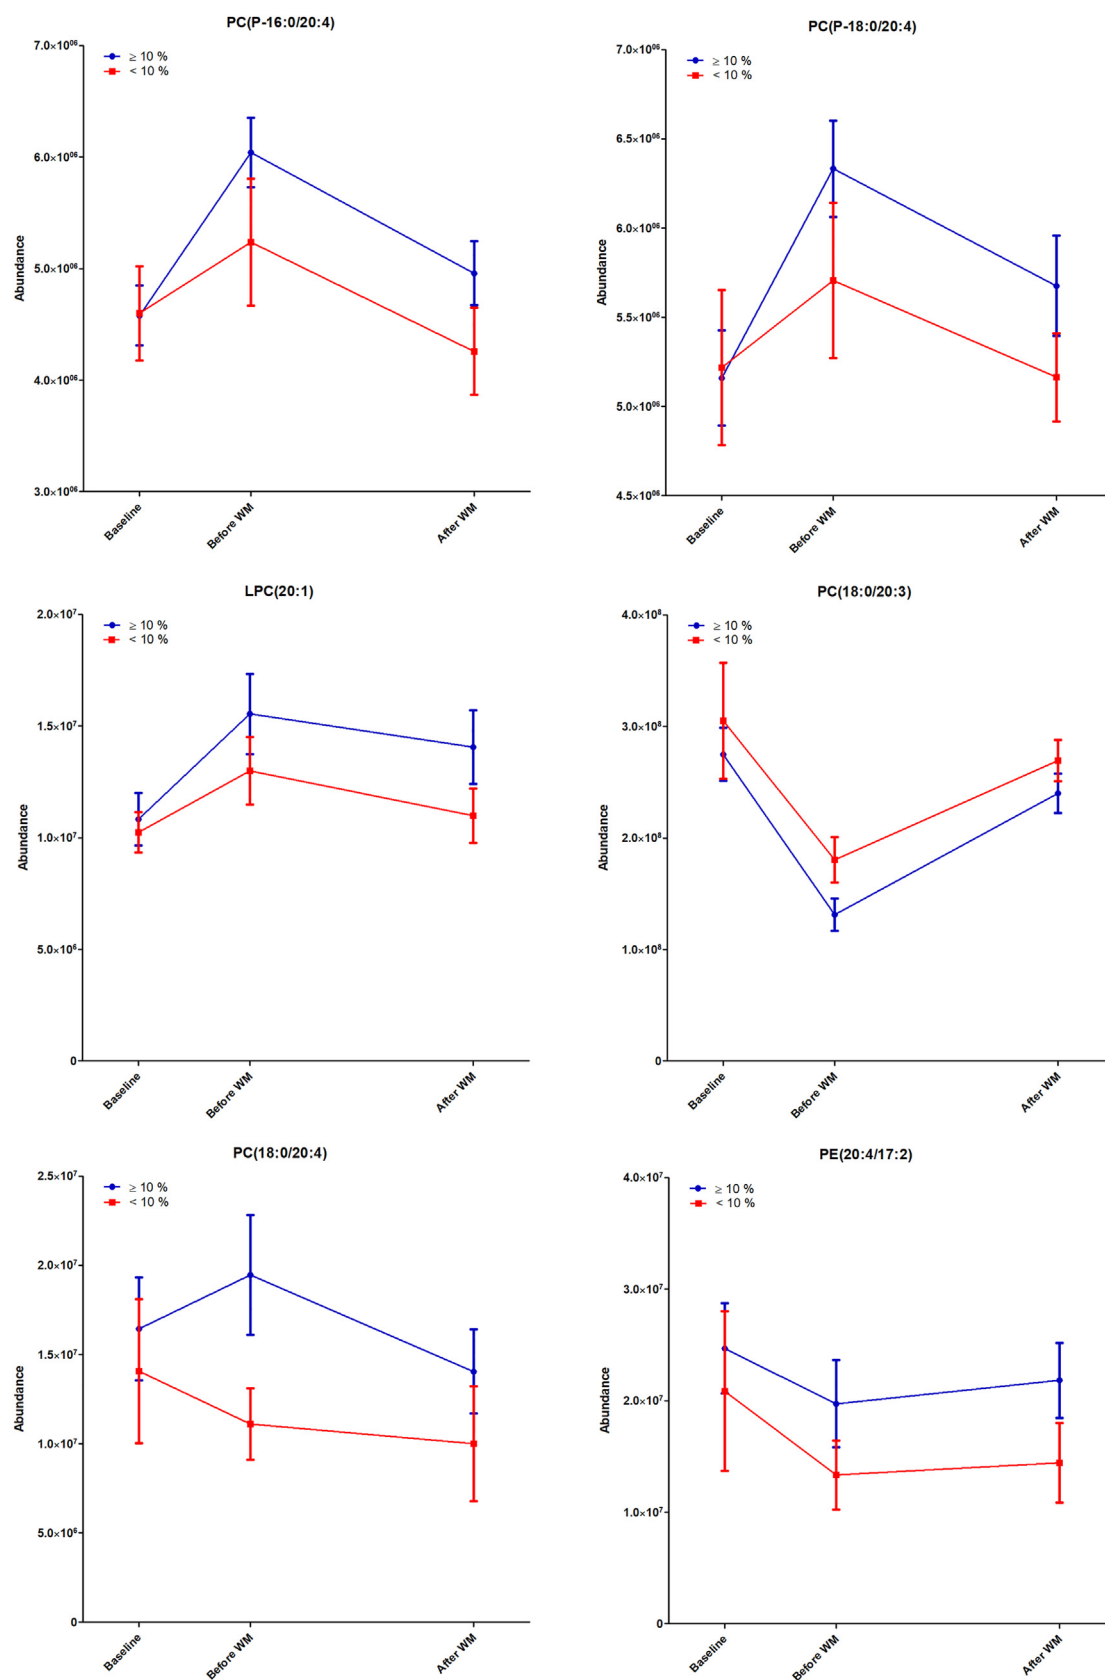 PC(P-16:0/20:4)
7.0×10⁰⁶
≥ 10 %
< 10 %
6.0×10⁰⁶
5.0×10⁰⁶
4.0×10⁰⁶
3.0×10⁰⁶
Abundance
Baseline
Before WM
After WM
PC(P-18:0/20:4)
7.0×10⁰⁶
≥ 10 %
< 10 %
6.5×10⁰⁶
6.0×10⁰⁶
5.5×10⁰⁶
5.0×10⁰⁶
4.5×10⁰⁶
Abundance
Baseline
Before WM
After WM
LPC(20:1)
2.0×10⁷
≥ 10 %
< 10 %
1.5×10⁷
1.0×10⁷
5.0×10⁶
0
Abundance
Baseline
Before WM
After WM
PC(18:0/20:3)
4.0×10⁸
≥ 10 %
< 10 %
3.0×10⁸
2.0×10⁸
1.0×10⁸
0
Abundance
Baseline
Before WM
After WM
PC(18:0/20:4)
2.5×10⁷
≥ 10 %
< 10 %
2.0×10⁷
1.5×10⁷
1.0×10⁷
5.0×10⁶
0
Abundance
Baseline
Before WM
After WM
PE(20:4/17:2)
4.0×10⁷
≥ 10 %
< 10 %
3.0×10⁷
2.0×10⁷
1.0×10⁷
0
Abundance
Baseline
Before WM
After WM